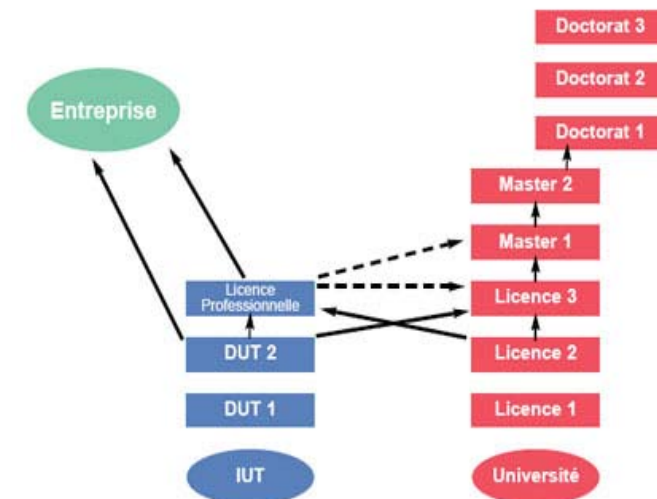 Doctorat 3
Doctorat 2
Entreprise
Doctorat 1
Master 2
Master 1
Licence
Professionnelle
Licence 3
DUT 2
Licence 2
DUT 1
Licence 1
IUT
Université